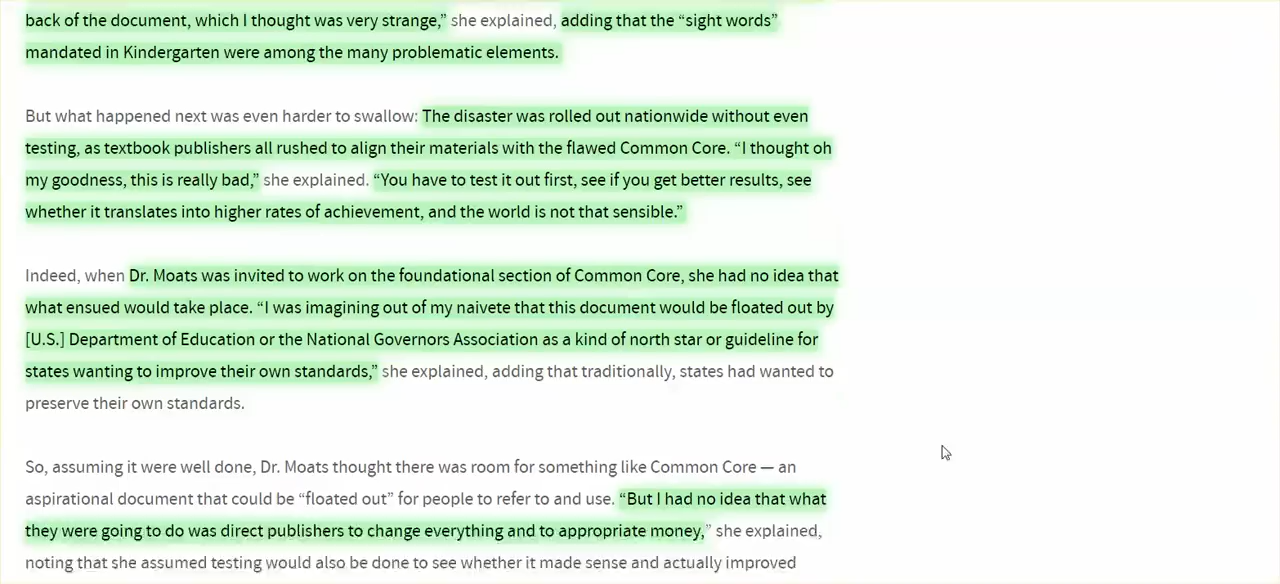 back of the document, which I thought was very strange,” she explained, adding that the “sight words”
mandated in Kindergarten were among the many problematic elements.
But what happened next was even harder to swallow: The disaster was rolled out nationwide without even
testing, as textbook publishers all rushed to align their materials with the flawed Common Core. “I thought oh
my goodness, this is really bad,” she explained. “You have to test it out first, see if you get better results, see
whether it translates into higher rates of achievement, and the world is not that sensible.”
Indeed, when Dr. Moats was invited to work on the foundational section of Common Core, she had no idea that
what ensued would take place. “I was imagining out of my naivete that this document would be floated out by
[U.S.] Department of Education or the National Governors Association as a kind of north star or guideline for
states wanting to improve their own standards,” she explained, adding that traditionally, states had wanted to
preserve their own standards.
So, assuming it were well done, Dr. Moats thought there was room for something like Common Core — an
aspirational document that could be “floated out” for people to refer to and use. “But I had no idea that what
they were going to do was direct publishers to change everything and to appropriate money,” she explained,
noting that she assumed testing would also be done to see whether it made sense and actually improved